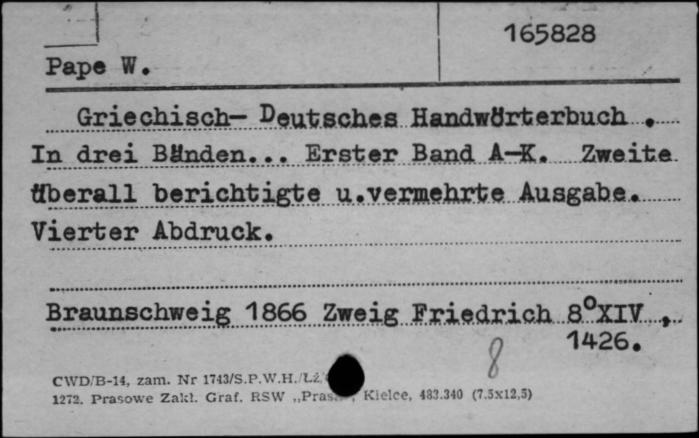 165828
Pape W.
Griechisch- Deutsches Handwörterbuch .
In drei Bänden... Erster Band A-K. Zweite
überall berichtigte u.vermehrte Ausgabe.
Vierter Abdruck.
Braunschweig 1866 Zweig Friedrich 8°XIV ,
1426.
8
CWD/B-14, zam. Nr 1743/S.P.W.H./Łż/
1272. Prasowe Zakł. Graf. RSW „Prasa”, Kielce, 483.340 (7.5x12,5)